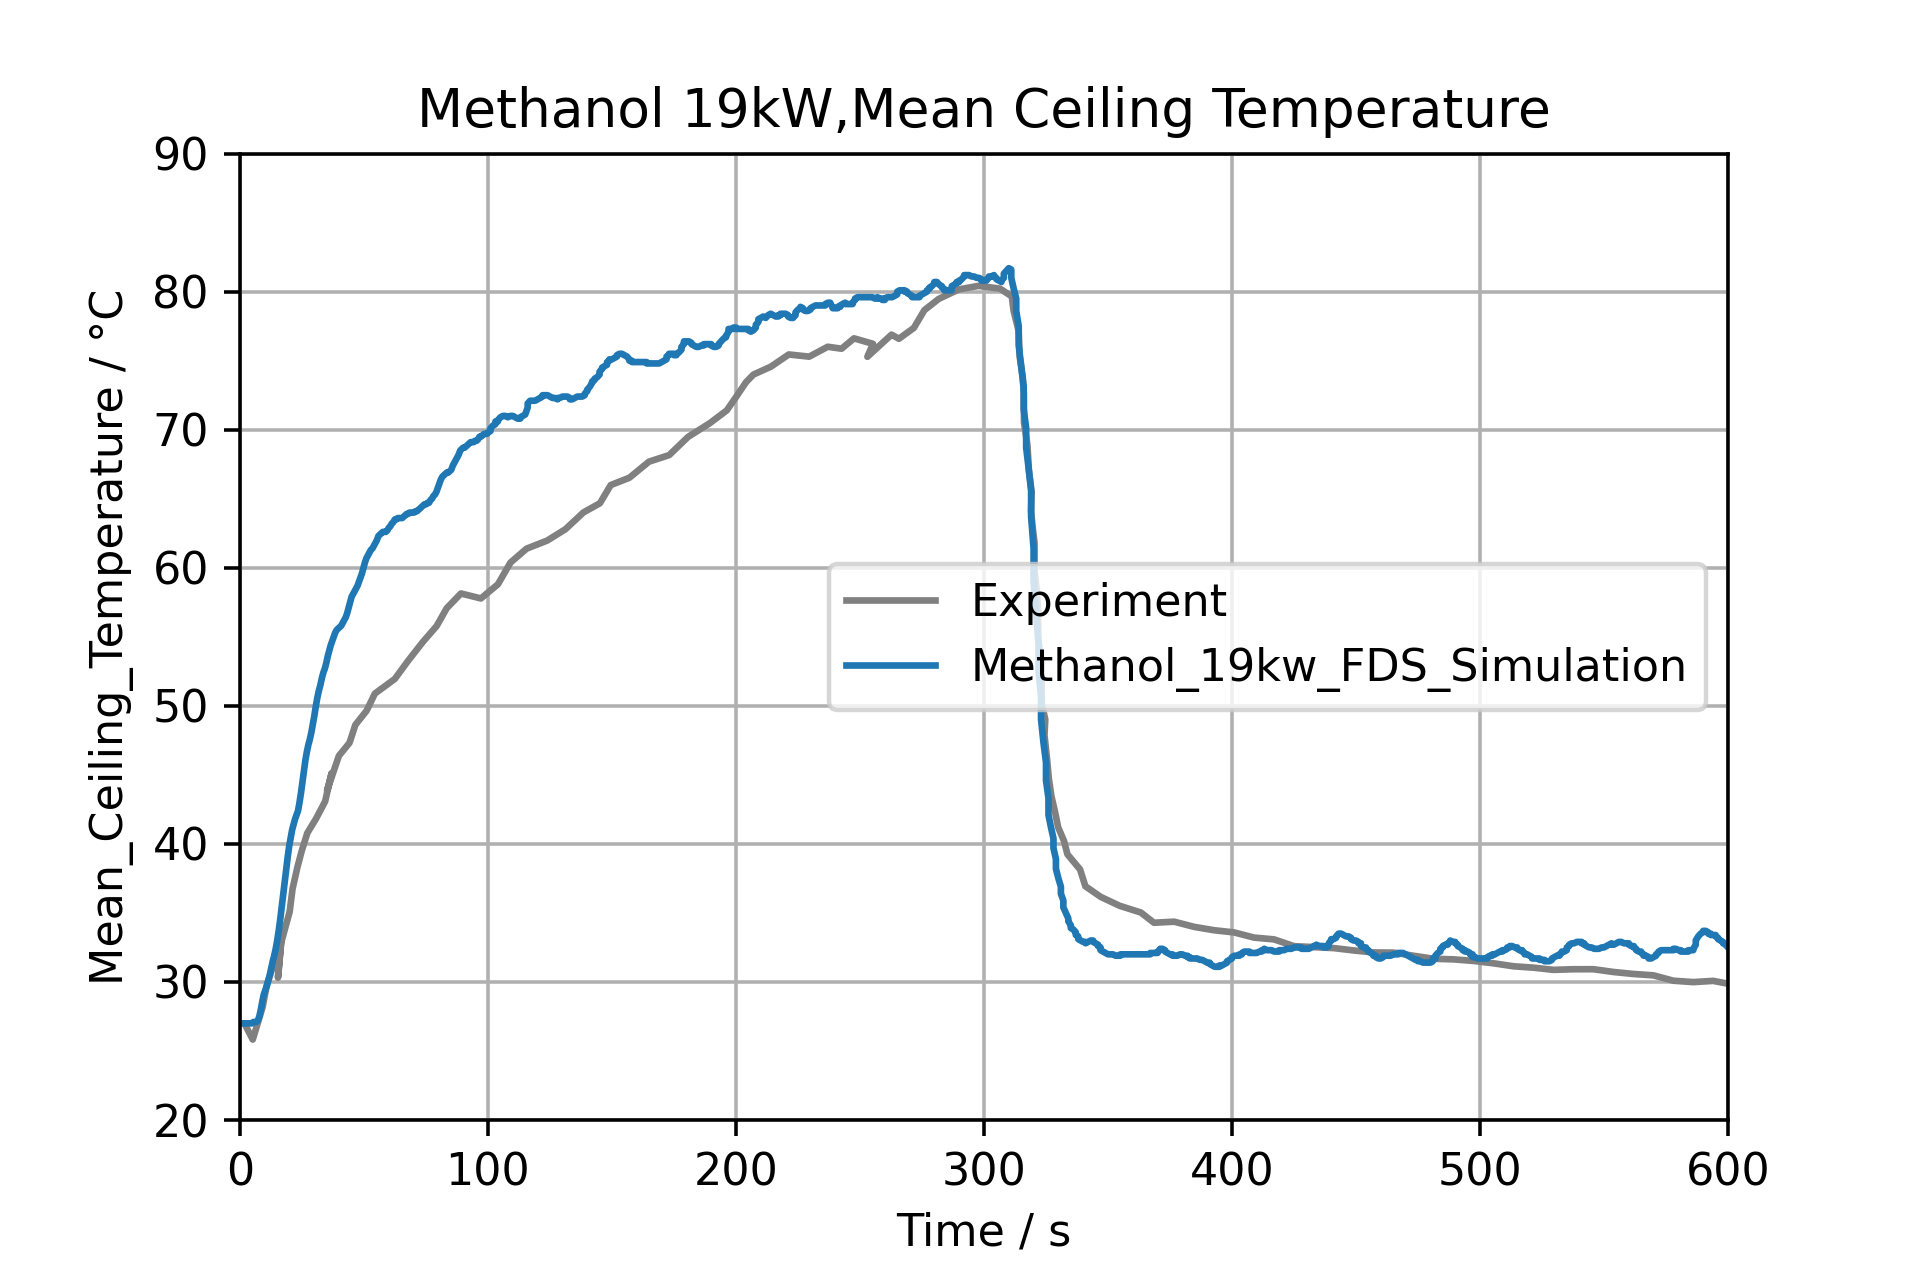 Methanol 19kW,Mean Ceiling Temperature
Mean_Ceiling_Temperature / °C
90
80
70
60
50
40
30
20
Experiment
Methanol_19kw_FDS_Simulation
0 100 200 300 400 500 600
Time / s